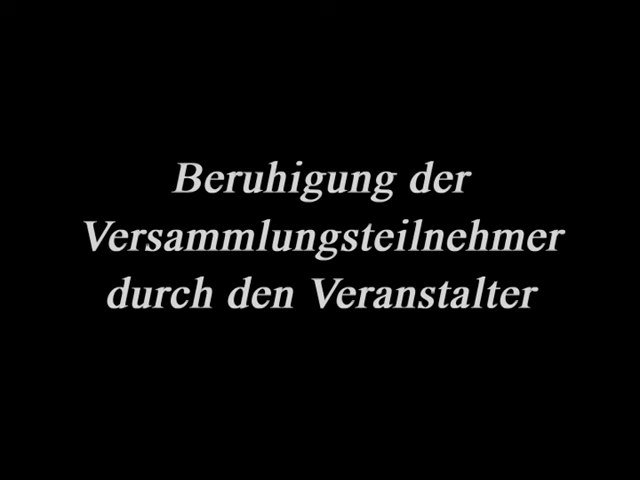 Beruhigung der
Versammlungsteilnehmer
durch den Veranstalter